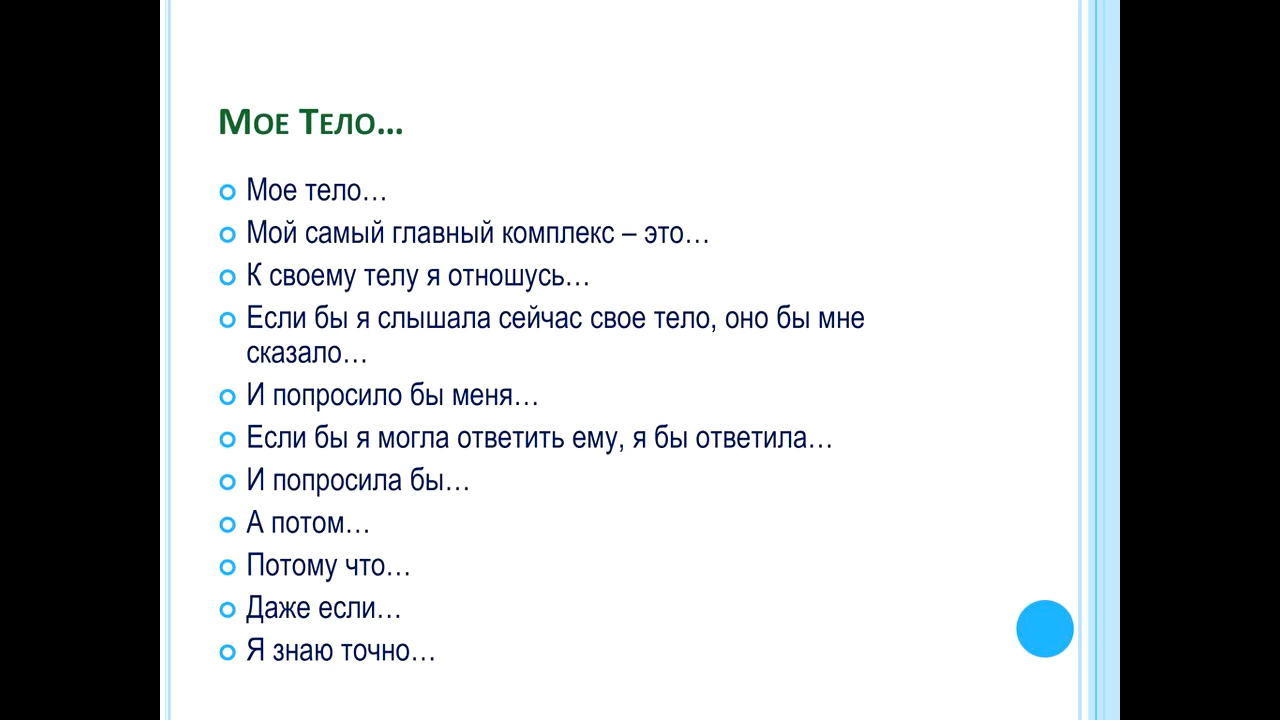 Мое Тело...
Мое тело…
Мой самый главный комплекс – это…
К своему телу я отношусь…
Если бы я слышала сейчас свое тело, оно бы мне
сказало…
И попросило бы меня…
Если бы я могла ответить ему, я бы ответила…
И попросила бы…
А потом…
Потому что…
Даже если…
Я знаю точно…